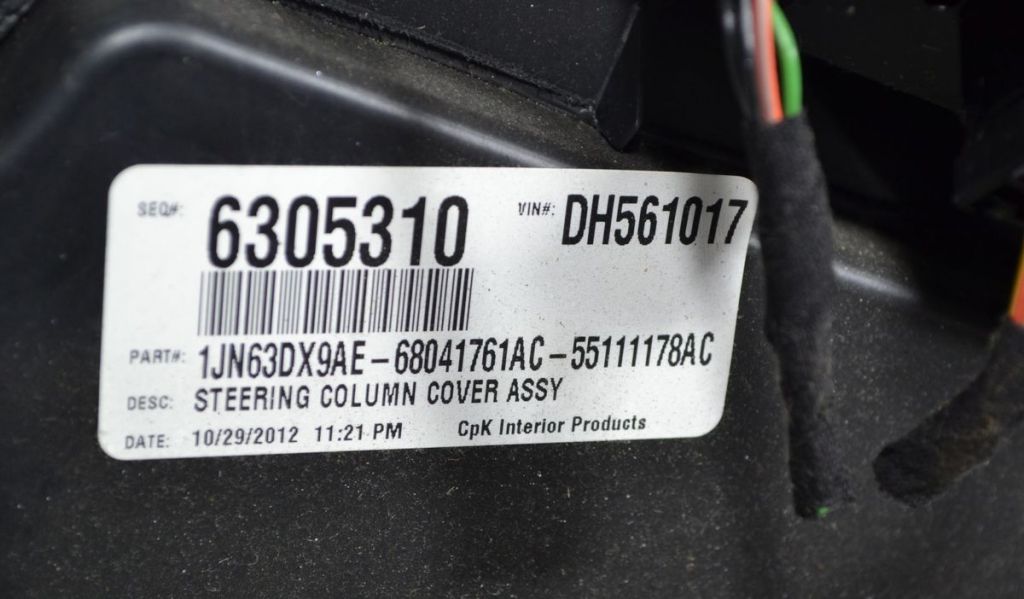 SEQ#: 6305310 VIN#: DH561017
PART#: 1JN63DX9AE-68041761AC-55111178AC
DESC: STEERING COLUMN COVER ASSY
DATE: 10/29/2012 11:21 PM CpK Interior Products